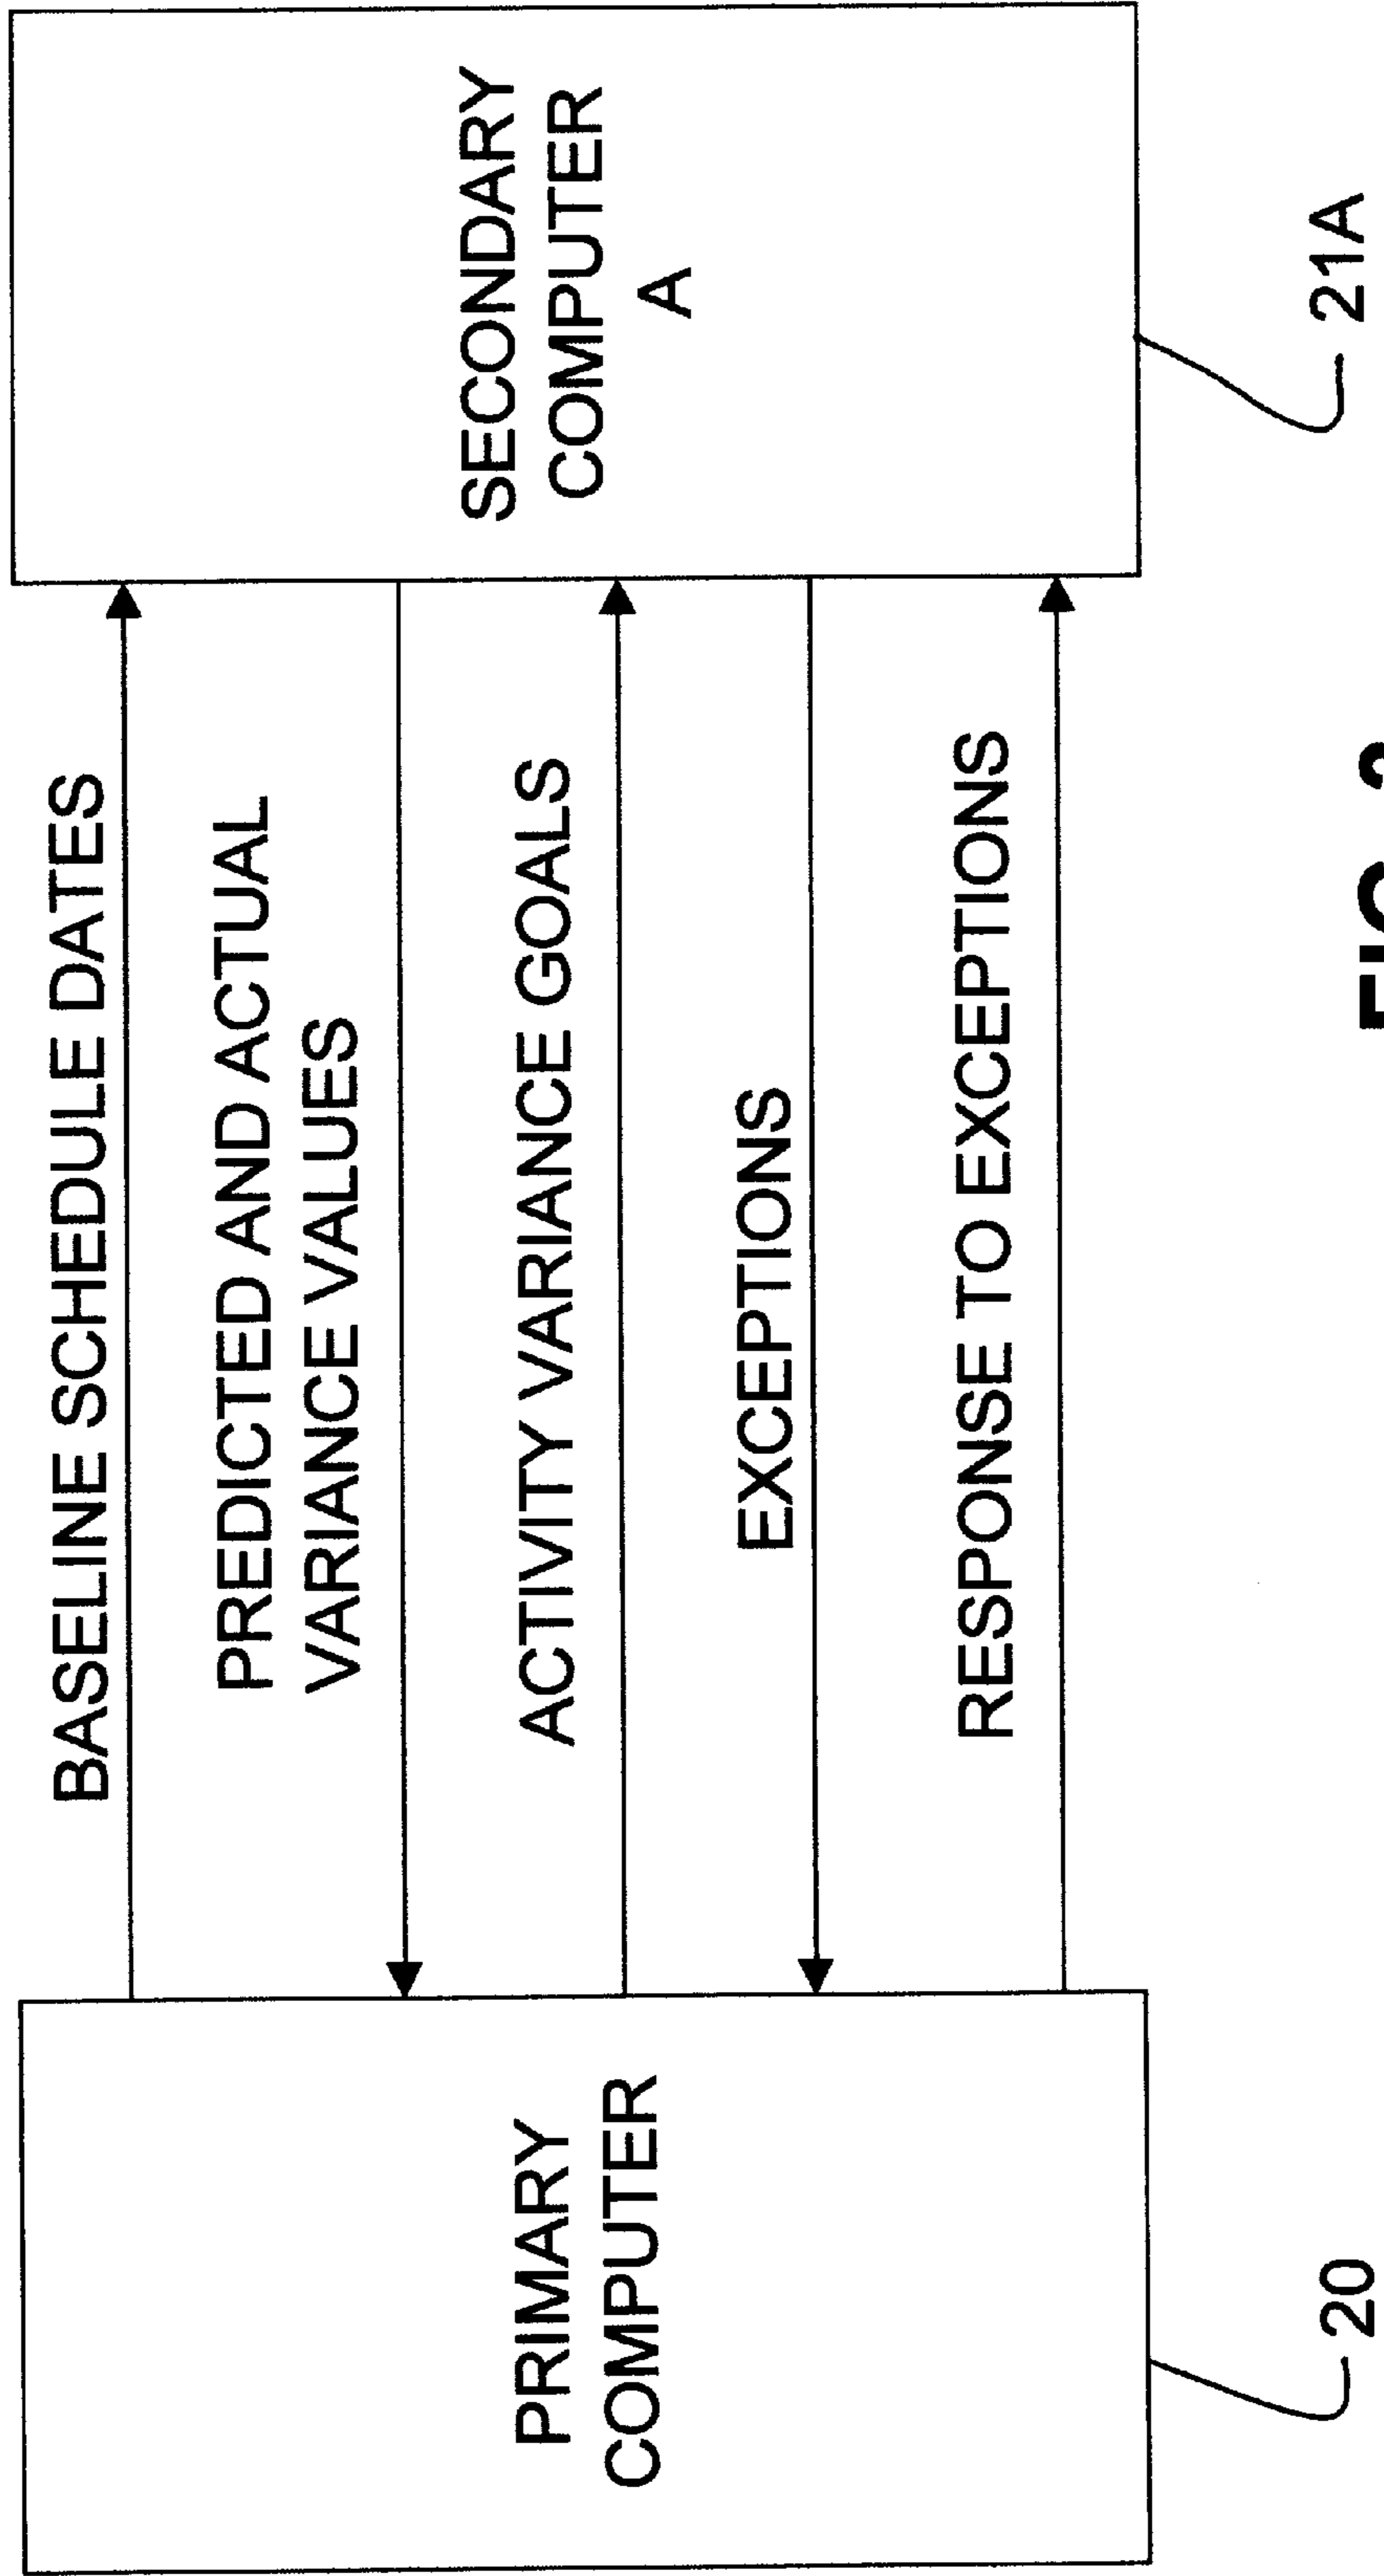 BASELINE SCHEDULE DATES
PREDICTED AND ACTUAL
VARIANCE VALUES
ACTIVITY VARIANCE GOALS
EXCEPTIONS
RESPONSE TO EXCEPTIONS
PRIMARY
COMPUTER
SECONDARY
COMPUTER
A
20
21A
FIG.